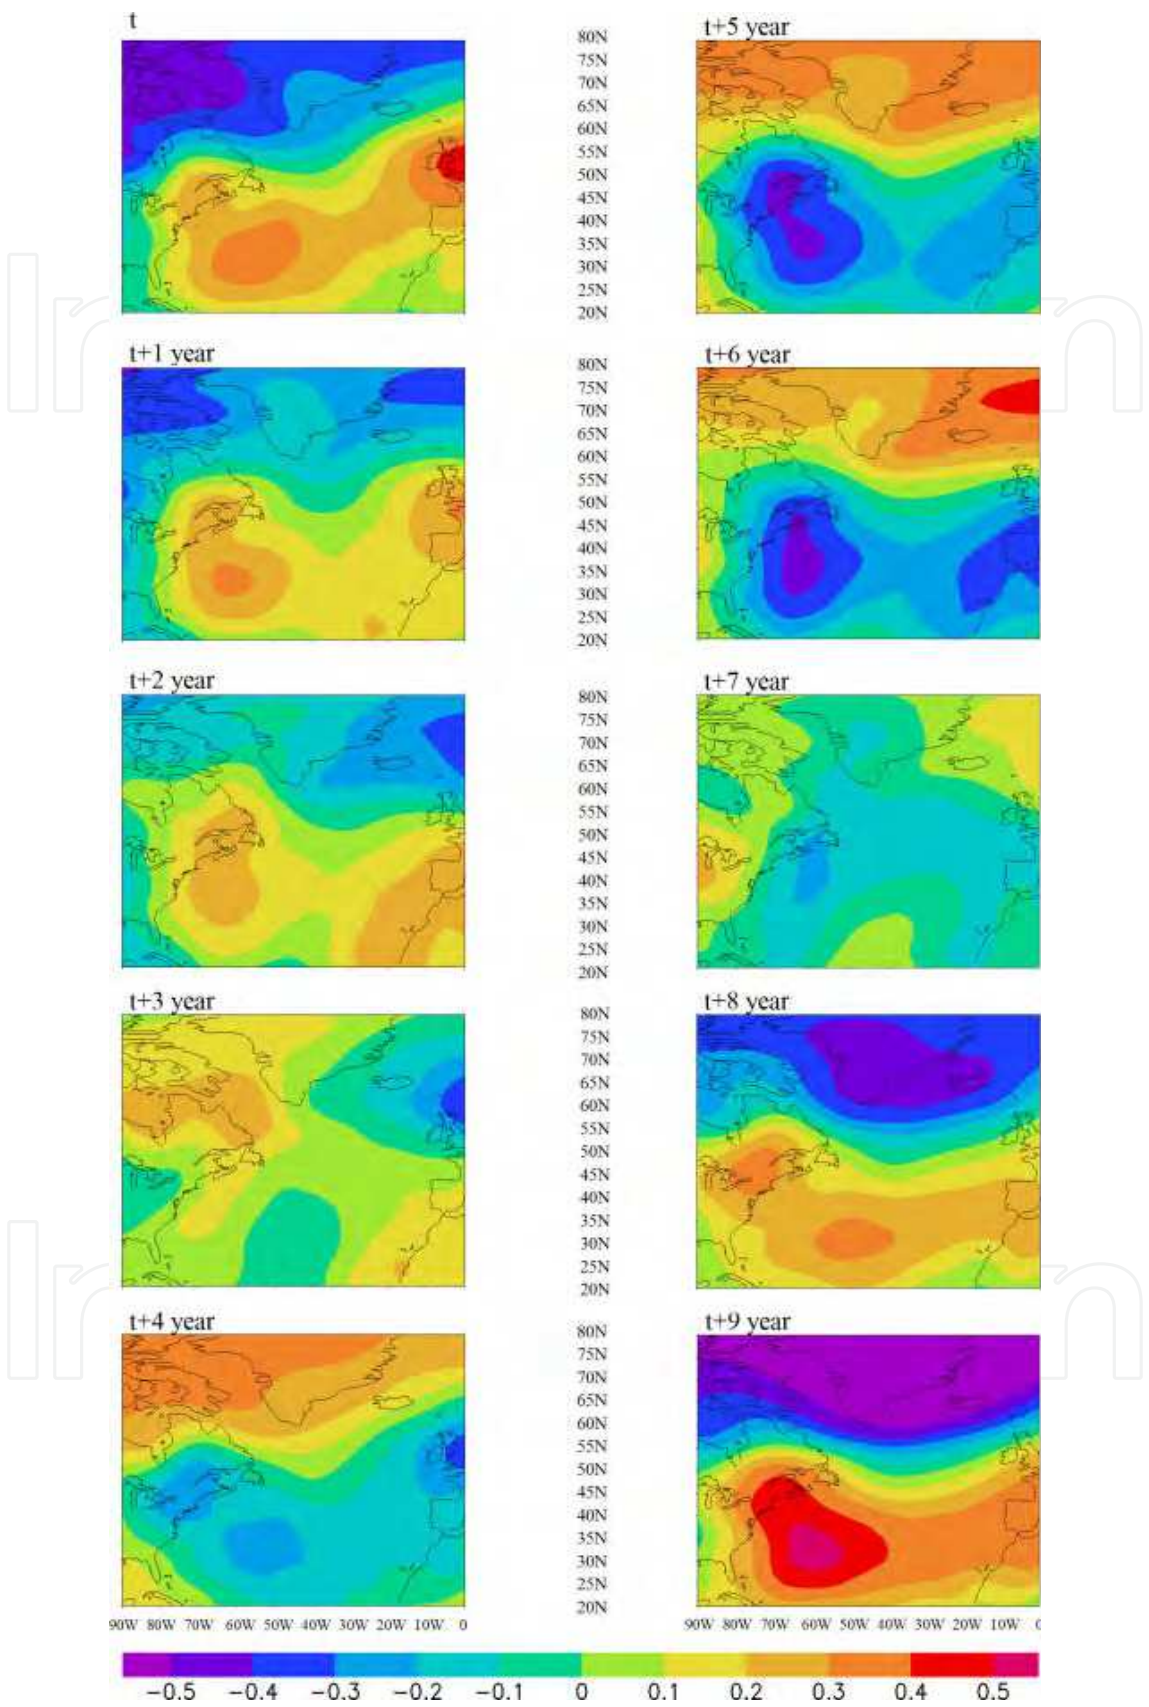 t
t+5 year
80N
75N
70N
65N
60N
55N
50N
45N
40N
35N
30N
25N
20N
t+1 year
t+6 year
80N
75N
70N
65N
60N
55N
50N
45N
40N
35N
30N
25N
20N
t+2 year
t+7 year
80N
75N
70N
65N
60N
55N
50N
45N
40N
35N
30N
25N
20N
t+3 year
t+8 year
80N
75N
70N
65N
60N
55N
50N
45N
40N
35N
30N
25N
20N
t+4 year
t+9 year
80N
75N
70N
65N
60N
55N
50N
45N
40N
35N
30N
25N
20N
90W 80W 70W 60W 50W 40W 30W 20W 10W 0
90W 80W 70W 60W 50W 40W 30W 20W 10W 0
−0.5 −0.4 −0.3 −0.2 −0.1 0 0.1 0.2 0.3 0.4 0.5